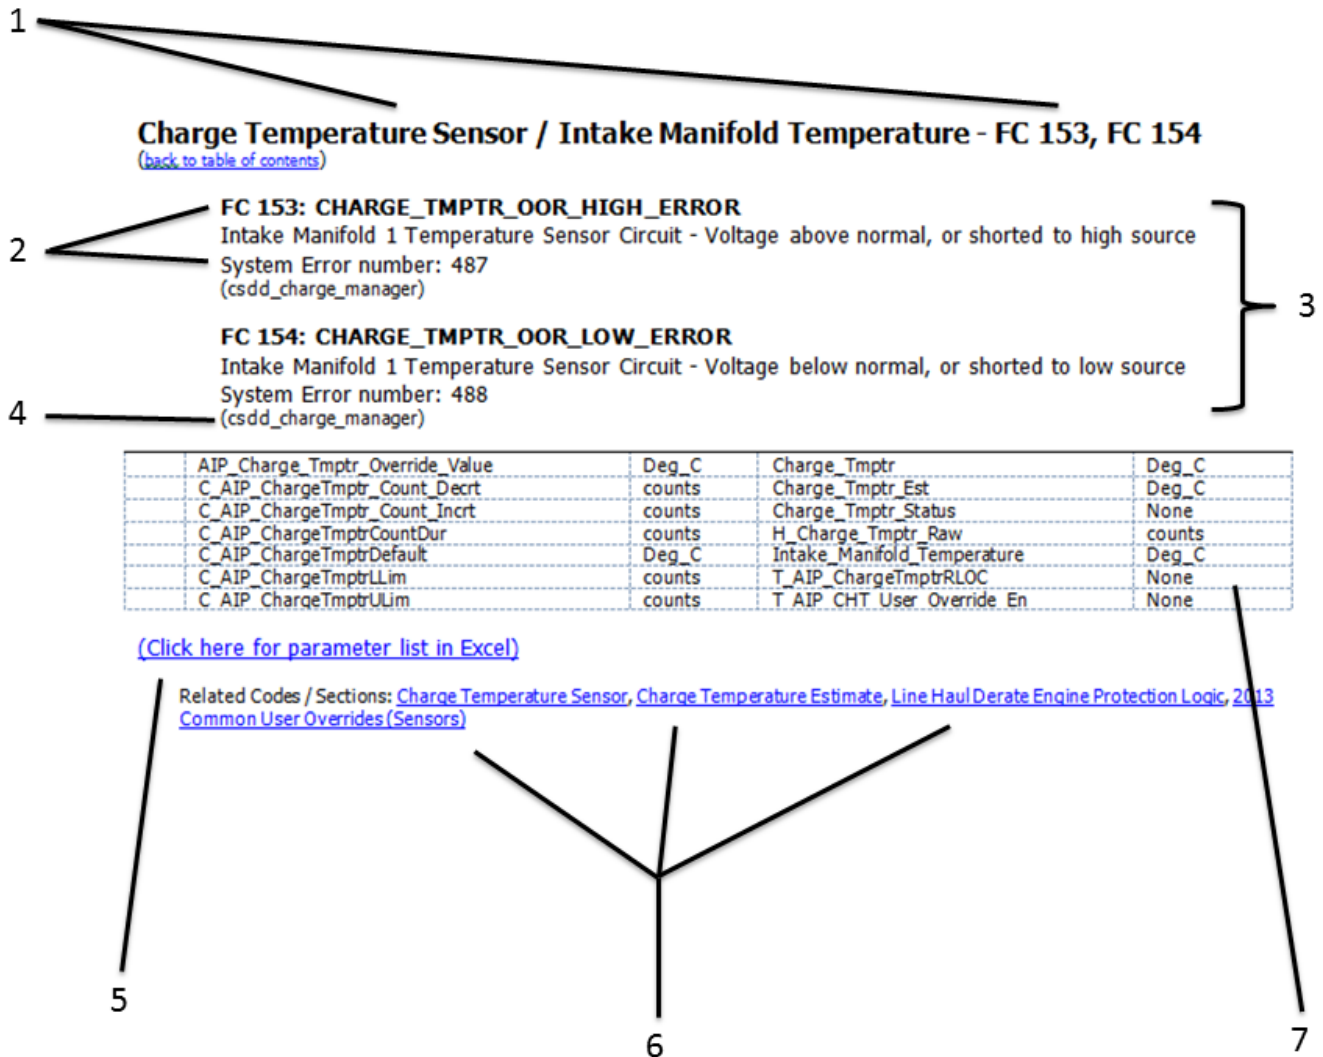 1
Charge Temperature Sensor / Intake Manifold Temperature - FC 153, FC 154
(back to table of contents)
2
FC 153: CHARGE_TMPTR_OOR_HIGH_ERROR
Intake Manifold 1 Temperature Sensor Circuit - Voltage above normal, or shorted to high source
System Error number: 487
(csdd_charge_manager)
3
FC 154: CHARGE_TMPTR_OOR_LOW_ERROR
Intake Manifold 1 Temperature Sensor Circuit - Voltage below normal, or shorted to low source
System Error number: 488
4
(csdd_charge_manager)
AIP_Charge_Tmptr_Override_Value Deg_C Charge_Tmptr Deg_C
C_AIP_ChargeTmptr_Count_Decrt counts Charge_Tmptr_Est Deg_C
C_AIP_ChargeTmptr_Count_Incrt counts Charge_Tmptr_Status None
C_AIP_ChargeTmptrCountDur counts H_Charge_Tmptr_Raw counts
C_AIP_ChargeTmptrDefault Deg_C Intake_Manifold_Temperature Deg_C
C_AIP_ChargeTmptrLLim counts T_AIP_ChargeTmptrRLOC None
C_AIP_ChargeTmptrULim counts T_AIP_CHT_User_Override_En None
(Click here for parameter list in Excel)
Related Codes / Sections: Charge Temperature Sensor, Charge Temperature Estimate, Line Haul Derate Engine Protection Logic, 2013
Common User Overrides (Sensors)
5
6
7